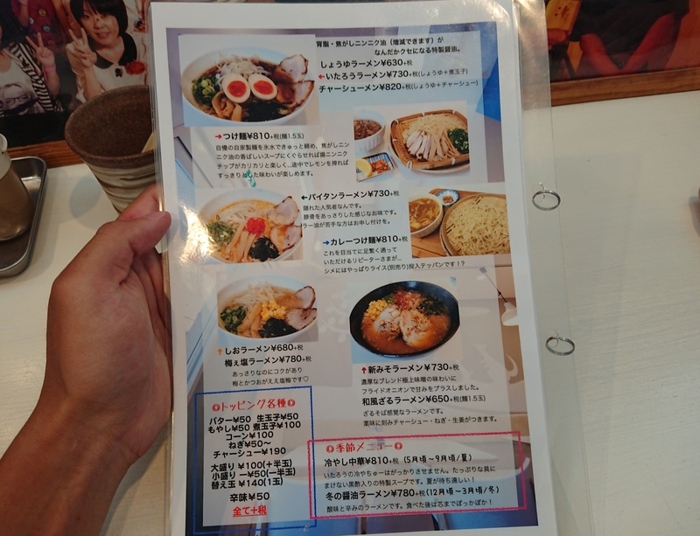 背脂・焦がしニンニク油（増減できます）が
なんだかクセになる特製醤油。
しょうゆラーメン¥630+税
←いたろうラーメン¥730+税(しょうゆ+煮玉子)
チャーシューメン¥820+税(しょうゆ+チャーシュー)
→つけ麺¥810+税(麺1.5玉)
自慢の自家製麺を氷水できゅっと締め、焦がしニン
ニク油の香ばしいスープにくぐらせれば揚ニンニク
チップがカリカリと楽しく…途中でレモンを搾れば
すっきりとした味わいが楽しめます。
←パイタンラーメン¥730+税
隠れた人気者なんです。
豚骨をあっさりした感じなお味です。
ラー油が苦手な方はお申し付けを。
→カレーつけ麺¥810+税
これを目当てに足繁く通って
いただけるリピーターさまが…
シメにはやっぱりライス(別売り)投入テッパンです！?
↑しおラーメン¥680+税
梅ぇ塩ラーメン¥780+税
あっさりなのにコクがあり
梅とかつおがええ塩梅です♡
↑新みそラーメン¥730+税
濃厚なブレンド極上味噌の味わいに
フライドオニオンで甘みをプラスしました。
和風ざるラーメン¥650+税(麺1.5玉)
ざるそば感覚なラーメンです。
薬味に刻みチャーシュー・ねぎ・生姜がつきます。
トッピング各種
バター¥50 生玉子¥50
もやし¥50 煮玉子¥100
コーン¥100
ねぎ¥50～
チャーシュー¥190
大盛り ¥100(+半玉)
小盛り ー¥50(ー半玉)
替え玉 ¥140(1玉)
辛味¥50
全て+税
季節メニュー
冷やし中華¥810+税 (5月頃～9月頃/夏)
いたろうの冷やちゅーはがっかりさせません。たっぷりな具に
まけない黒酢入りの特製スープです。夏が待ち遠しい！
冬の醤油ラーメン¥780+税(12月頃～3月頃/冬)
酸味と辛みのラーメンです。食べた後は芯までぽっかぽか！